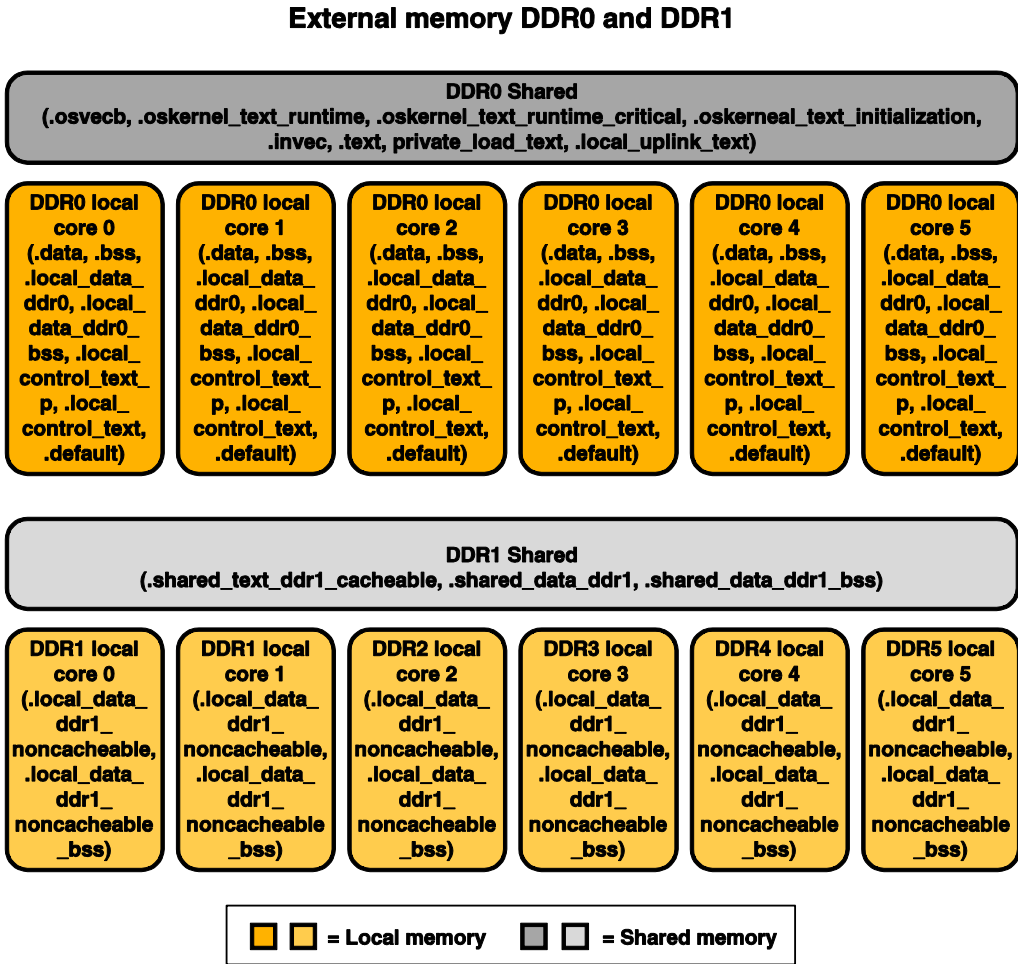 External memory DDR0 and DDR1
DDR0 Shared
(.osvecb, .oskernel_text_runtime, .oskernel_text_runtime_critical, .oskerneal_text_initialization,
.invec, .text, private_load_text, .local_uplink_text)
DDR0 local
core 0
(.data, .bss,
.local_data_
ddr0, .local_
data_ddr0_
bss, .local_
control_text_
p, .local_
control_text,
.default)
DDR0 local
core 1
(.data, .bss,
.local_data_
ddr0, .local_
data_ddr0_
bss, .local_
control_text_
p, .local_
control_text,
.default)
DDR0 local
core 2
(.data, .bss,
.local_data_
ddr0, .local_
data_ddr0_
bss, .local_
control_text_
p, .local_
control_text,
.default)
DDR0 local
core 3
(.data, .bss,
.local_data_
ddr0, .local_
data_ddr0_
bss, .local_
control_text_
p, .local_
control_text,
.default)
DDR0 local
core 4
(.data, .bss,
.local_data_
ddr0, .local_
data_ddr0_
bss, .local_
control_text_
p, .local_
control_text,
.default)
DDR0 local
core 5
(.data, .bss,
.local_data_
ddr0, .local_
data_ddr0_
bss, .local_
control_text_
p, .local_
control_text,
.default)
DDR1 Shared
(.shared_text_ddr1_cacheable, .shared_data_ddr1, .shared_data_ddr1_bss)
DDR1 local
core 0
(.local_data_
ddr1_
noncacheable,
.local_data_
ddr1_
noncacheable
_bss)
DDR1 local
core 1
(.local_data_
ddr1_
noncacheable,
.local_data_
ddr1_
noncacheable
_bss)
DDR2 local
core 2
(.local_data_
ddr1_
noncacheable,
.local_data_
ddr1_
noncacheable
_bss)
DDR3 local
core 3
(.local_data_
ddr1_
noncacheable,
.local_data_
ddr1_
noncacheable
_bss)
DDR4 local
core 4
(.local_data_
ddr1_
noncacheable,
.local_data_
ddr1_
noncacheable
_bss)
DDR5 local
core 5
(.local_data_
ddr1_
noncacheable,
.local_data_
ddr1_
noncacheable
_bss)
= Local memory
= Shared memory